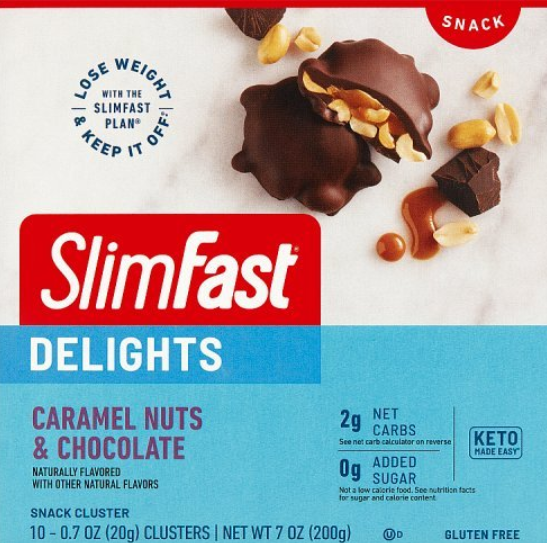 SNACK
LOSE WEIGHT
WITH THE
SLIMFAST
PLAN®
& KEEP IT OFF²
SlimFast®
DELIGHTS
CARAMEL NUTS
& CHOCOLATE
NATURALLY FLAVORED
WITH OTHER NATURAL FLAVORS
2g NET
CARBS
See net carb calculator on reverse
0g ADDED
SUGAR
Not a low calorie food. See nutrition facts
for sugar and calorie content.
KETO
MADE EASY®
SNACK CLUSTER
10 - 0.7 OZ (20g) CLUSTERS | NET WT 7 OZ (200g)
Ⓤ D
GLUTEN FREE